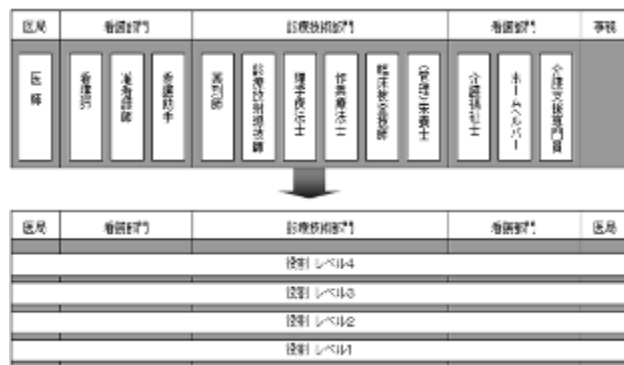 医局 看護部門 診療技術部門 看護部門 事務
医師
看護師
准看護師
看護助手
薬剤師
診療放射線技師
理学療法士
作業療法士
臨床検査技師
(管理)栄養士
介護福祉士
ホームヘルパー
介護支援専門員
医局 看護部門 診療技術部門 看護部門 医局
役割 レベル4
役割 レベル3
役割 レベル2
役割 レベル1